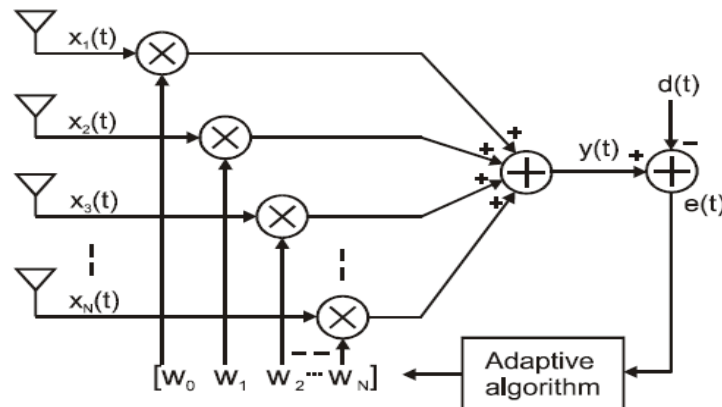 x₁(t)
d(t)
x₂(t)
+
+ y(t) + −
+
x₃(t)
+
+
+
e(t)
x_N(t)
[w₀ w₁ w₂ ... w_N]
Adaptive
algorithm